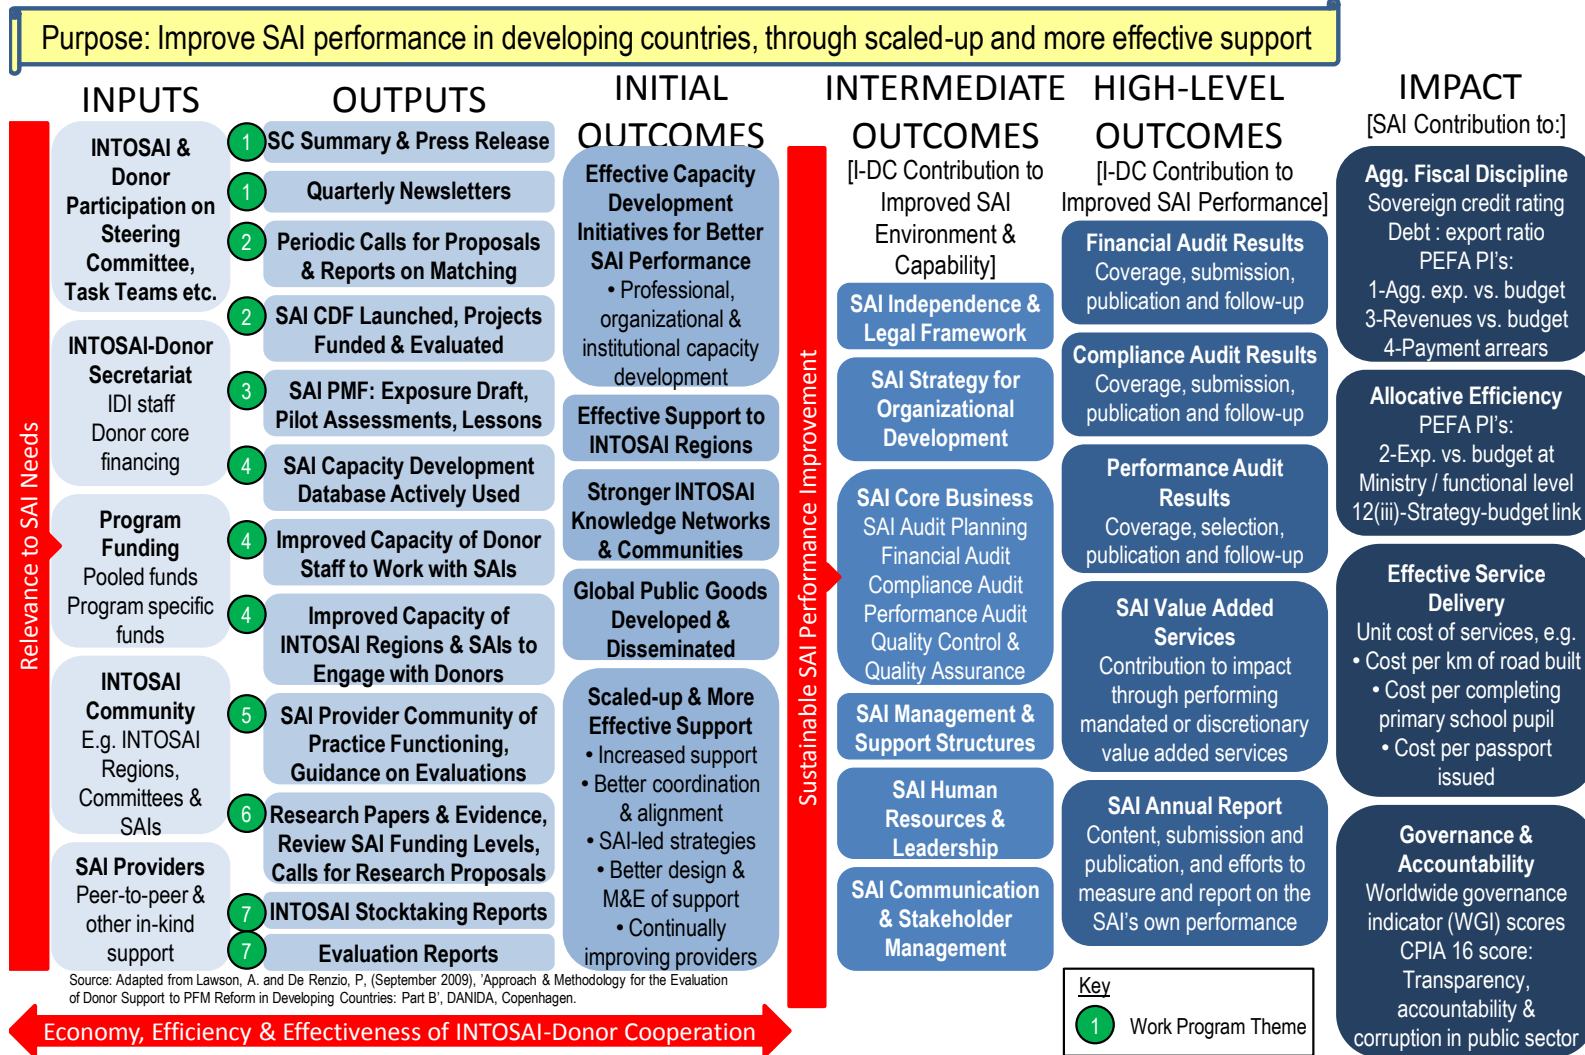 Purpose: Improve SAI performance in developing countries, through scaled-up and more effective support
INPUTS
Relevance to SAI Needs
INTOSAI &
Donor
Participation on
Steering
Committee,
Task Teams etc.
INTOSAI-Donor
Secretariat
IDI staff
Donor core
financing
Program
Funding
Pooled funds
Program specific
funds
INTOSAI
Community
E.g. INTOSAI
Regions,
Committees &
SAIs
SAI Providers
Peer-to-peer &
other in-kind
support
OUTPUTS
1 SC Summary & Press Release
1 Quarterly Newsletters
2 Periodic Calls for Proposals
& Reports on Matching
2 SAI CDF Launched, Projects
Funded & Evaluated
3 SAI PMF: Exposure Draft,
Pilot Assessments, Lessons
4 SAI Capacity Development
Database Actively Used
4 Improved Capacity of Donor
Staff to Work with SAIs
4 Improved Capacity of
INTOSAI Regions & SAIs to
Engage with Donors
5 SAI Provider Community of
Practice Functioning,
Guidance on Evaluations
6 Research Papers & Evidence,
Review SAI Funding Levels,
Calls for Research Proposals
7 INTOSAI Stocktaking Reports
7 Evaluation Reports
INITIAL
OUTCOMES
Effective Capacity
Development
Initiatives for Better
SAI Performance
• Professional,
organizational &
institutional capacity
development
Effective Support to
INTOSAI Regions
Stronger INTOSAI
Knowledge Networks
& Communities
Global Public Goods
Developed &
Disseminated
Scaled-up & More
Effective Support
• Increased support
• Better coordination
& alignment
• SAI-led strategies
• Better design &
M&E of support
• Continually
improving providers
Sustainable SAI Performance Improvement
INTERMEDIATE
OUTCOMES
[I-DC Contribution to
Improved SAI
Environment &
Capability]
SAI Independence &
Legal Framework
SAI Strategy for
Organizational
Development
SAI Core Business
SAI Audit Planning
Financial Audit
Compliance Audit
Performance Audit
Quality Control &
Quality Assurance
SAI Management &
Support Structures
SAI Human
Resources &
Leadership
SAI Communication
& Stakeholder
Management
HIGH-LEVEL
OUTCOMES
[I-DC Contribution to
Improved SAI Performance]
Financial Audit Results
Coverage, submission,
publication and follow-up
Compliance Audit Results
Coverage, submission,
publication and follow-up
Performance Audit
Results
Coverage, selection,
publication and follow-up
SAI Value Added
Services
Contribution to impact
through performing
mandated or discretionary
value added services
SAI Annual Report
Content, submission and
publication, and efforts to
measure and report on the
SAI's own performance
IMPACT
[SAI Contribution to:]
Agg. Fiscal Discipline
Sovereign credit rating
Debt : export ratio
PEFA PI's:
1-Agg. exp. vs. budget
3-Revenues vs. budget
4-Payment arrears
Allocative Efficiency
PEFA PI's:
2-Exp. vs. budget at
Ministry / functional level
12(iii)-Strategy-budget link
Effective Service
Delivery
Unit cost of services, e.g.
• Cost per km of road built
• Cost per completing
primary school pupil
• Cost per passport
issued
Governance &
Accountability
Worldwide governance
indicator (WGI) scores
CPIA 16 score:
Transparency,
accountability &
corruption in public sector
Source: Adapted from Lawson, A. and De Renzio, P, (September 2009), 'Approach & Methodology for the Evaluation
of Donor Support to PFM Reform in Developing Countries: Part B', DANIDA, Copenhagen.
Economy, Efficiency & Effectiveness of INTOSAI-Donor Cooperation
Key
1 Work Program Theme